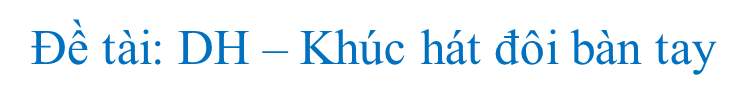 Đề tài: DH – Khúc hát đôi bàn tay